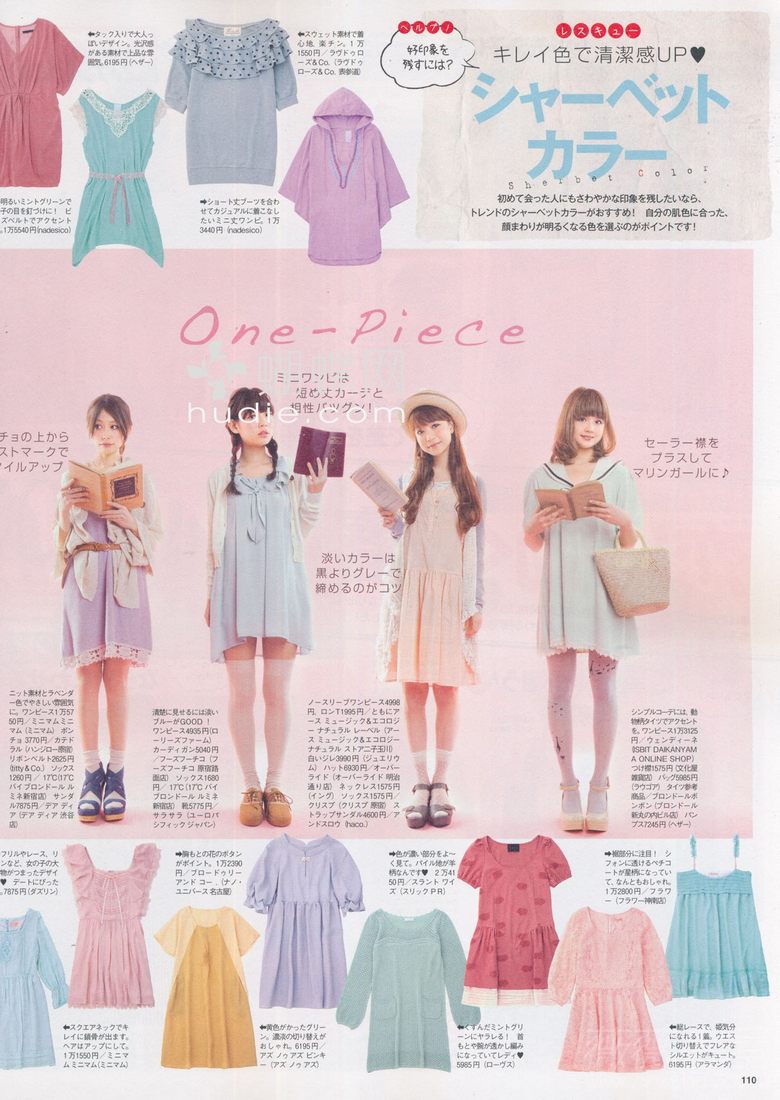 タック入りで大人っ
ぽいデザイン。光沢感
がある素材で上品な雰
囲気。6195円（ヘザー）
スウェット素材で着
心地、楽チン。1万
1550円／ラヴドゥロ
ーズ&Co.（ラヴドゥロ
ーズ&Co. 表参道）
明るいミントグリーンで
子の目を釘づけに！ ビ
ズベルトでアクセント
1万5540円（nadesico）
ショート丈ブーツを合わ
せてカジュアルに着こなし
たいミニ丈ワンピ。1万
3440円（nadesico）
ヘルプ！
好印象を
残すには？
レスキュー
キレイ色で清潔感UP♥
シャーベット
カラー
Sherbet Color
初めて会った人にもさわやかな印象を残したいなら、
トレンドのシャーベットカラーがおすすめ！ 自分の肌色に合った、
顔まわりが明るくなる色を選ぶのがポイントです！
One-Piece
hudie.com
チョの上から
ストマークで
イルアップ
ミニワンピは
短め丈カーデと
相性バツグン！
淡いカラーは
黒よりグレーで
締めるのがコツ
セーラー襟を
プラスして
マリンガールに♪
ニット素材とラベンダ
ー色でやさしい雰囲気
に。ワンピース1万57
50円／ミニマムミニ
マム（ミニマム） ポン
チョ3770円／カテド
ラル（ハンジロー原宿）
リボンベルト2625円
（titty＆Co.） ソックス
1260円／17℃（17℃
バイブロンドール ル
ミネ新宿店） サンダ
ル7875円／デア ディ
ア（デア ディア 渋谷
店）
清楚に見せるには淡い
ブルーがGOOD！
ワンピース4935円（ロ
ーリーズファーム）
カーディガン5040円
／フーズフーチコ（フ
ーズフーチコ 原宿路
面店） ソックス1680
円／17℃（17℃バイ
ブロンドール ルミネ
新宿店） 靴5775円／
サラサラ（ユーロパ
シフィックジャパン）
ノースリーブワンピース4998
円、ロンT1995円／ともにアー
ス ミュージック&エコロジー
ナチュラル レーベル（アー
ス ミュージック&エコロジー
ナチュラル ストア二子玉川）
白いジレ3990円（ジュエリウ
ム） ハット6930円／オーバー
ライド（オーバーライド 明治
通り店） ネックレス1575円
（イング） ソックス1575円／
クリスプ（クリスプ 原宿） ス
トラップサンダル4600円／ア
ンドスロウ（haco.）
シンプルコーデには、動
物柄タイツでアクセント
を。ワンピース1万3125
円／ウェンディーネ
（SBIT DAIKANYAM
A ONLINE SHOP）
つけ襟1575円（文化屋
雑貨店） バッグ5985円
（ラウゴア） タイツ参考
商品／ブロンドールボ
ンボン（ブロンドール
新丸の内ビル店） パン
プス7245円（ヘザー）
フリルやレース、リ
ンなど、女の子の大
物がつまったデザイ
♥ デートにぴった
7875円（ダズリン）
胸もとの花のボタン
がポイント。1万2390
円／ブロードゥリー
アンド コー.（ナノ・
ユニバース 名古屋）
色が濃い部分をよ〜
く見て。パイル地が羊
柄なんです♥ 2万41
50円／スラント ワイ
ズ（スリックPR）
裾部分に注目！ シ
フォンに透けるペチコ
ートが星柄になってい
て、なんともおしゃれ。
1万2800円／フラワー
（フラワー神南店）
スクエアネックでキ
レイに鎖骨が出ます。
ヘアはアップにして。
1万1550円／ミニマ
ムミニマム（ミニマム）
黄色がかったグリー
ン。濃淡の切り替えが
おしゃれ。6195円／
アズ ノゥ アズ ピンキ
ー（アズ ノゥ アズ）
くすんだミントグリー
ンにヤラレる！ 首
もとや腕が透かし編み
になっていてレディ♥
5985円（ローヴス）
総レースで、姫気分
になれる1着。ウエス
ト切り替えでフレアな
シルエットがキュート。
6195円（アラマンダ）
110